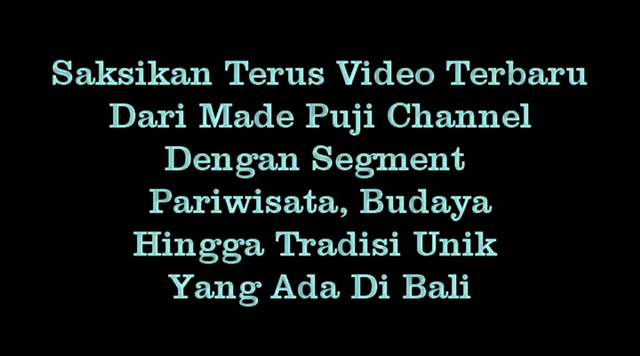 Saksikan Terus Video Terbaru
Dari Made Puji Channel
Dengan Segment
Pariwisata, Budaya
Hingga Tradisi Unik
Yang Ada Di Bali